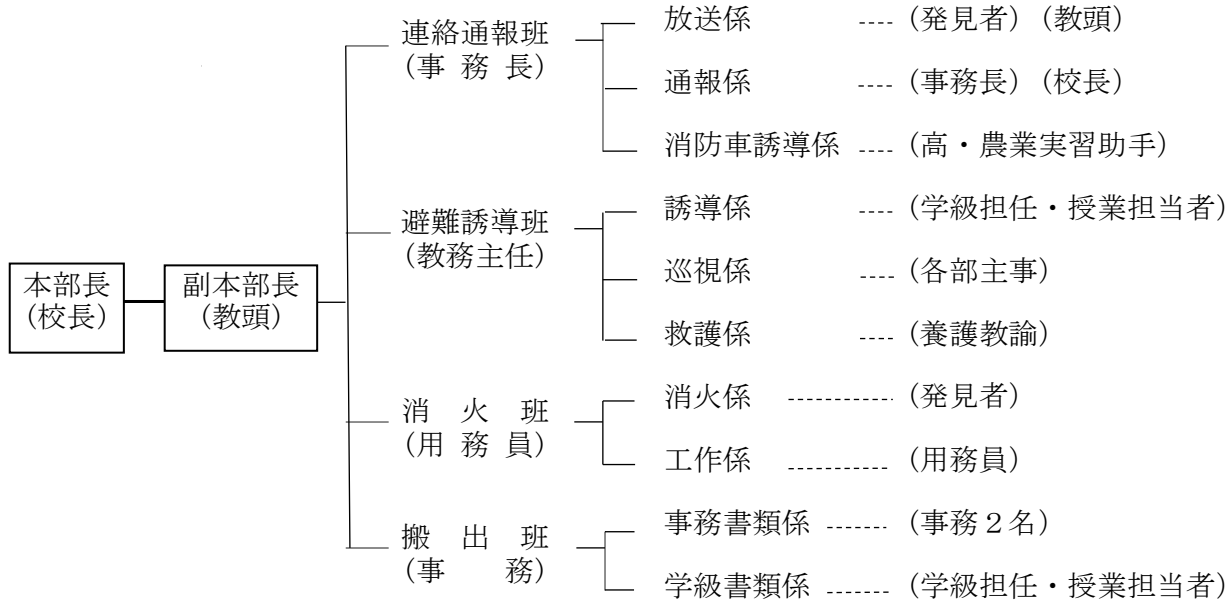 本部長
(校長)
副本部長
(教頭)
連絡通報班
(事 務 長)
放送係 ---- (発見者) (教頭)
通報係 ---- (事務長) (校長)
消防車誘導係 ---- (高・農業実習助手)
避難誘導班
(教務主任)
誘導係 ---- (学級担任・授業担当者)
巡視係 ---- (各部主事)
救護係 ---- (養護教諭)
消 火 班
(用 務 員)
消火係 ----------- (発見者)
工作係 ----------- (用務員)
搬 出 班
(事 務)
事務書類係 ------- (事務2名)
学級書類係 ------- (学級担任・授業担当者)